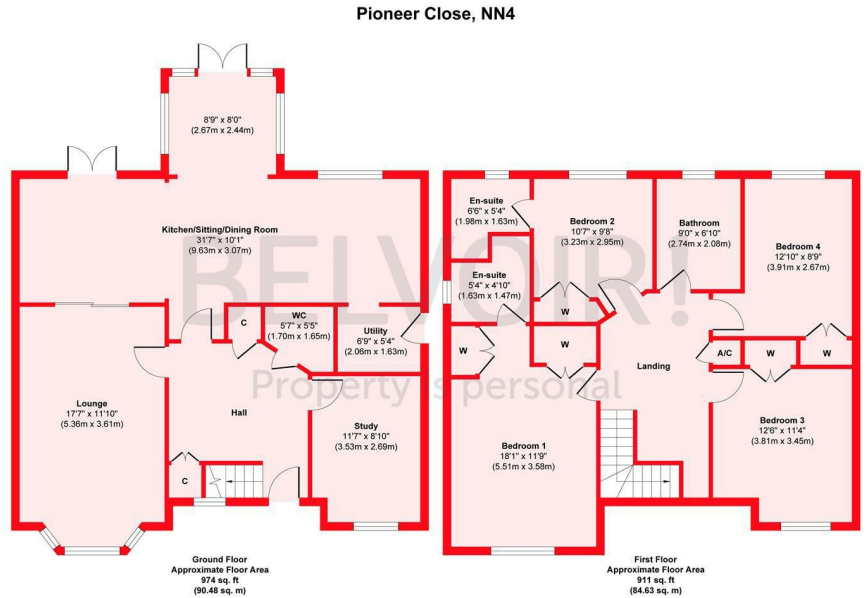 Pioneer Close, NN4
8'9" x 8'0"
(2.67m x 2.44m)
Kitchen/Sitting/Dining Room
31'7" x 10'1"
(9.63m x 3.07m)
C
WC
5'7" x 5'5"
(1.70m x 1.65m)
Utility
6'9" x 5'4"
(2.06m x 1.63m)
Lounge
17'7" x 11'10"
(5.36m x 3.61m)
Hall
Study
11'7" x 8'10"
(3.53m x 2.69m)
C
Ground Floor
Approximate Floor Area
974 sq. ft
(90.48 sq. m)
En-suite
6'6" x 5'4"
(1.98m x 1.63m)
Bedroom 2
10'7" x 9'8"
(3.23m x 2.95m)
Bathroom
9'0" x 6'10"
(2.74m x 2.08m)
Bedroom 4
12'10" x 8'9"
(3.91m x 2.67m)
En-suite
5'4" x 4'10"
(1.63m x 1.47m)
W
W
W
Landing
A/C
W
W
Bedroom 1
18'1" x 11'9"
(5.51m x 3.58m)
Bedroom 3
12'6" x 11'4"
(3.81m x 3.45m)
First Floor
Approximate Floor Area
911 sq. ft
(84.63 sq. m)
BELVOIR!
Property is personal